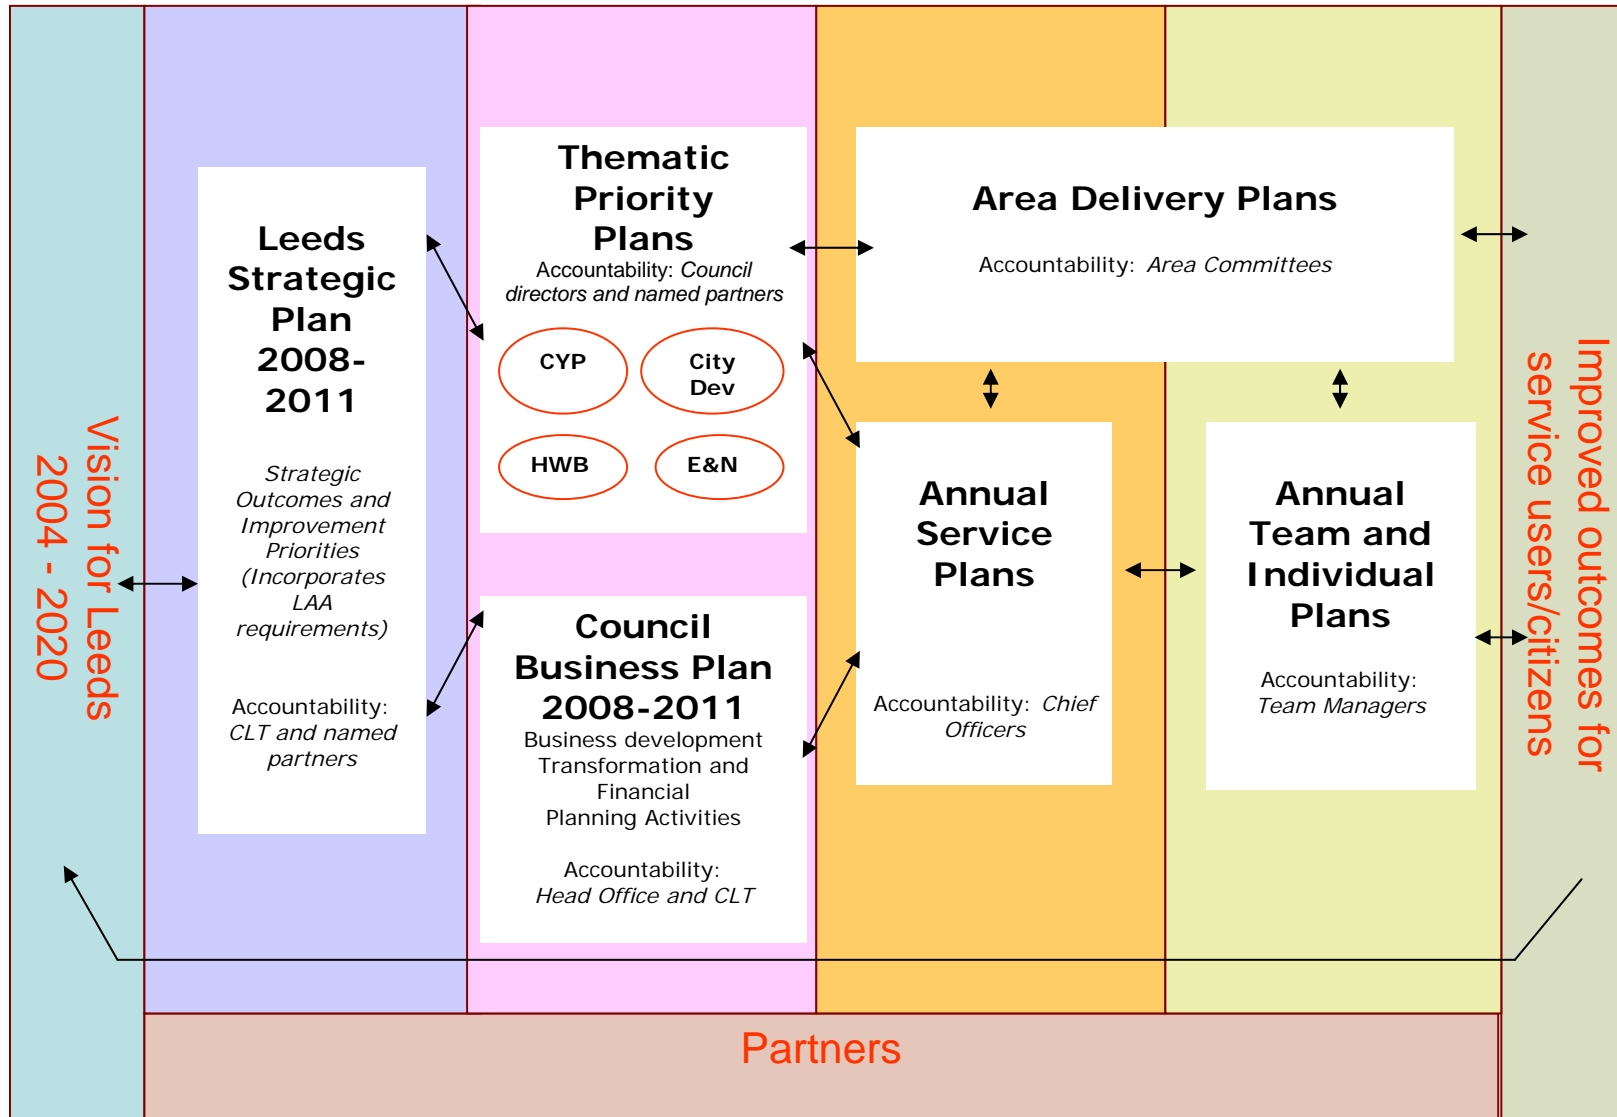 Vision for Leeds
2004 - 2020
Leeds
Strategic
Plan
2008-
2011
Strategic
Outcomes and
Improvement
Priorities
(Incorporates
LAA
requirements)
Accountability:
CLT and named
partners
Thematic
Priority
Plans
Accountability: Council
directors and named partners
CYP
City
Dev
HWB
E&N
Council
Business Plan
2008-2011
Business development
Transformation and
Financial
Planning Activities
Accountability:
Head Office and CLT
Area Delivery Plans
Accountability: Area Committees
Annual
Service
Plans
Accountability: Chief
Officers
Annual
Team and
Individual
Plans
Accountability:
Team Managers
Improved outcomes for
service users/citizens
Partners